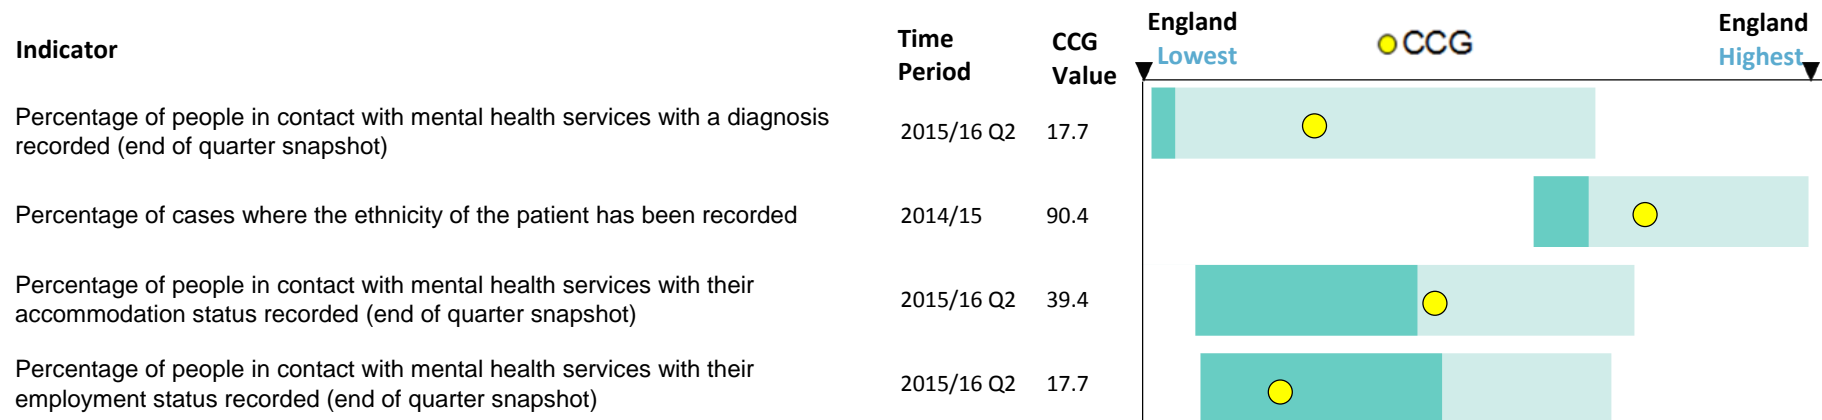 Indicator
Time
Period
CCG
Value
England
Lowest
CCG
England
Highest
Percentage of people in contact with mental health services with a diagnosis
recorded (end of quarter snapshot)
2015/16 Q2
17.7
Percentage of cases where the ethnicity of the patient has been recorded
2014/15
90.4
Percentage of people in contact with mental health services with their
accommodation status recorded (end of quarter snapshot)
2015/16 Q2
39.4
Percentage of people in contact with mental health services with their
employment status recorded (end of quarter snapshot)
2015/16 Q2
17.7